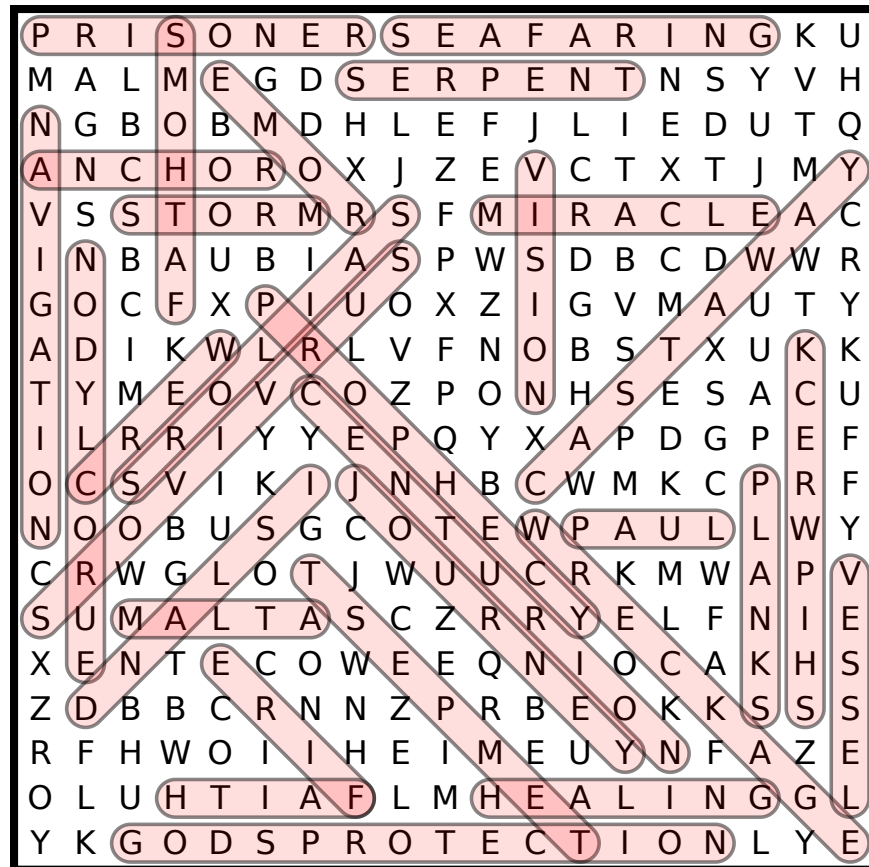 P R I S O N E R S E A F A R I N G K U
M A L M E G D S E R P E N T N S Y V H
N G B O B M D H L E F J L I E D U T Q
A N C H O R O X J Z E V C T X T J M Y
V S S T O R M R S F M I R A C L E A C
I N B A U B I A S P W S D B C D W W R
G O C F X P I U O X Z I G V M A U T Y
A D I K W L R L V F N O B S T X U K K
T Y M E O V C O Z P O N H S E S A C U
I L R R I Y Y E P Q Y X A P D G P E F
O C S V I K I J N H B C W M K C P R F
N O O B U S G C O T E W P A U L L W Y
C R W G L O T J W U U C R K M W A P V
S U M A L T A S C Z R R Y E L F N I E
X E N T E C O W E E Q N I O C A K H S
Z D B B C R N N Z P R B E O K K S S S
R F H W O I I H E I M E U Y N F A Z E
O L U H T I A F L M H E A L I N G G L
Y K G O D S P R O T E C T I O N L Y E